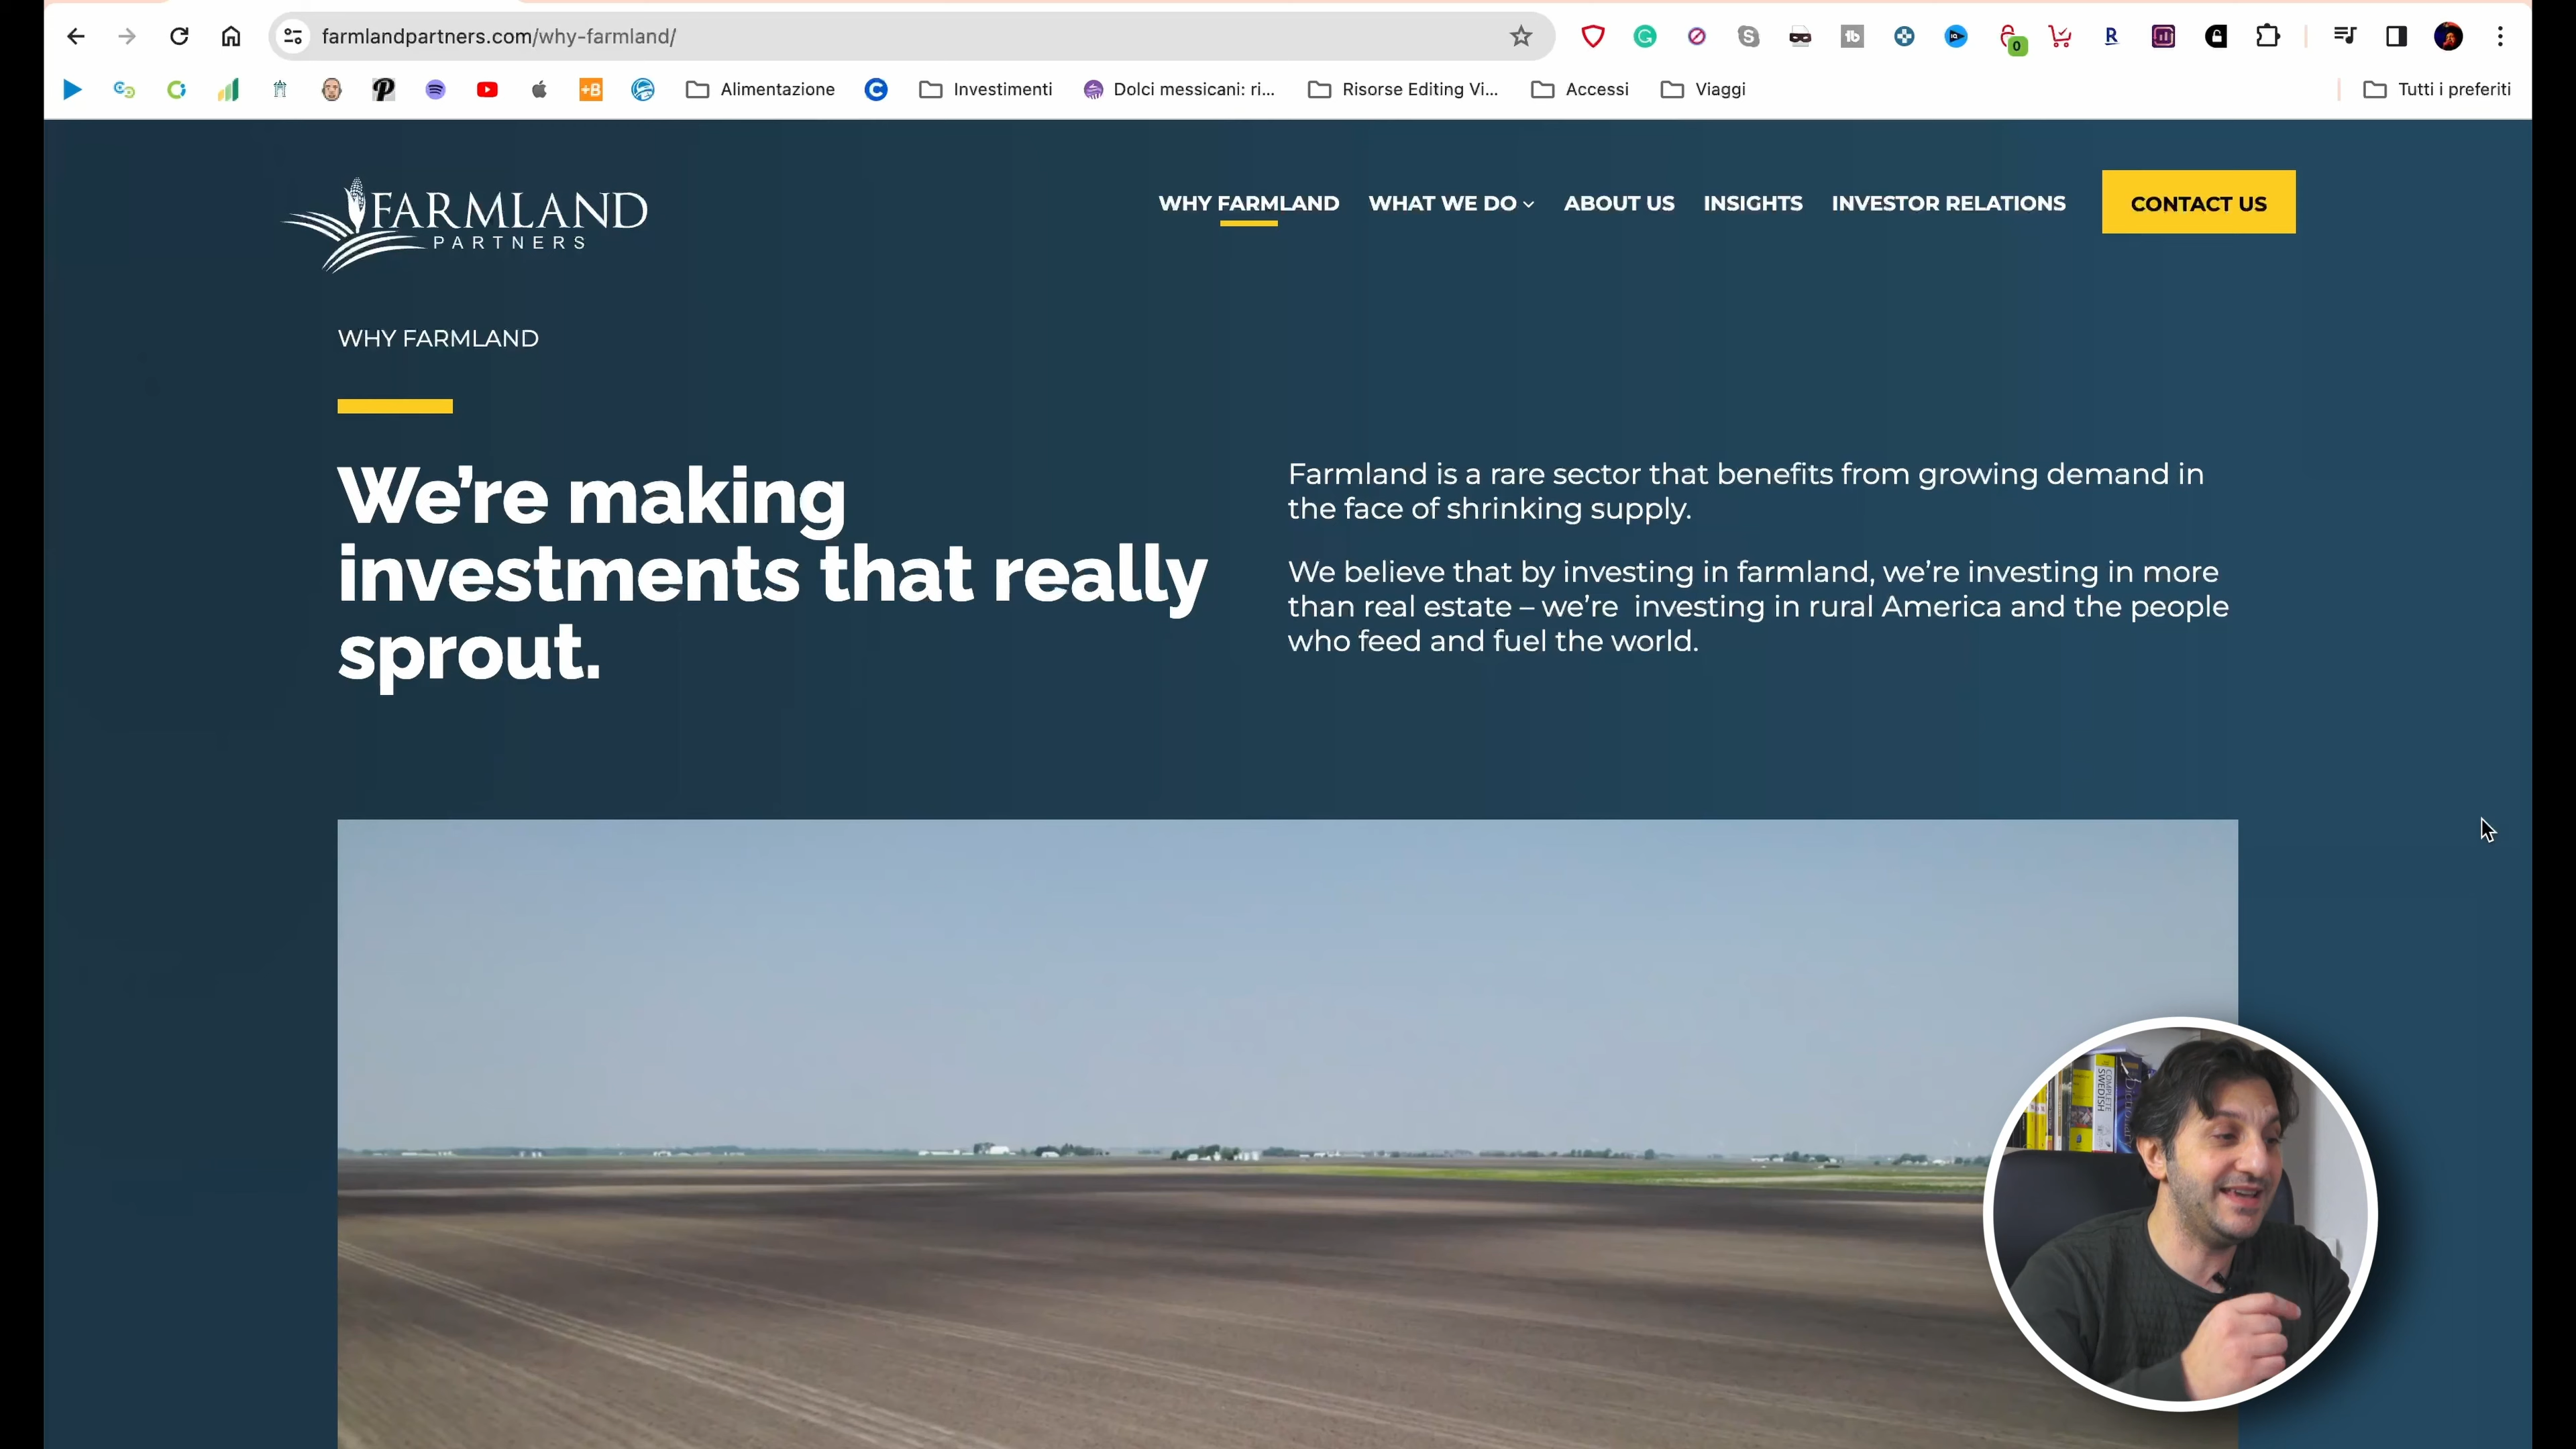 farmlandpartners.com/why-farmland/
0
+B
Alimentazione
Investimenti
Dolci messicani: ri...
Risorse Editing Vi...
Accessi
Viaggi
Tutti i preferiti
FARMLAND
PARTNERS
WHY FARMLAND
WHAT WE DO
ABOUT US
INSIGHTS
INVESTOR RELATIONS
CONTACT US
WHY FARMLAND
We're making
investments that really
sprout.
Farmland is a rare sector that benefits from growing demand in
the face of shrinking supply.
We believe that by investing in farmland, we're investing in more
than real estate – we're investing in rural America and the people
who feed and fuel the world.
COMPLETE
SWEDISH